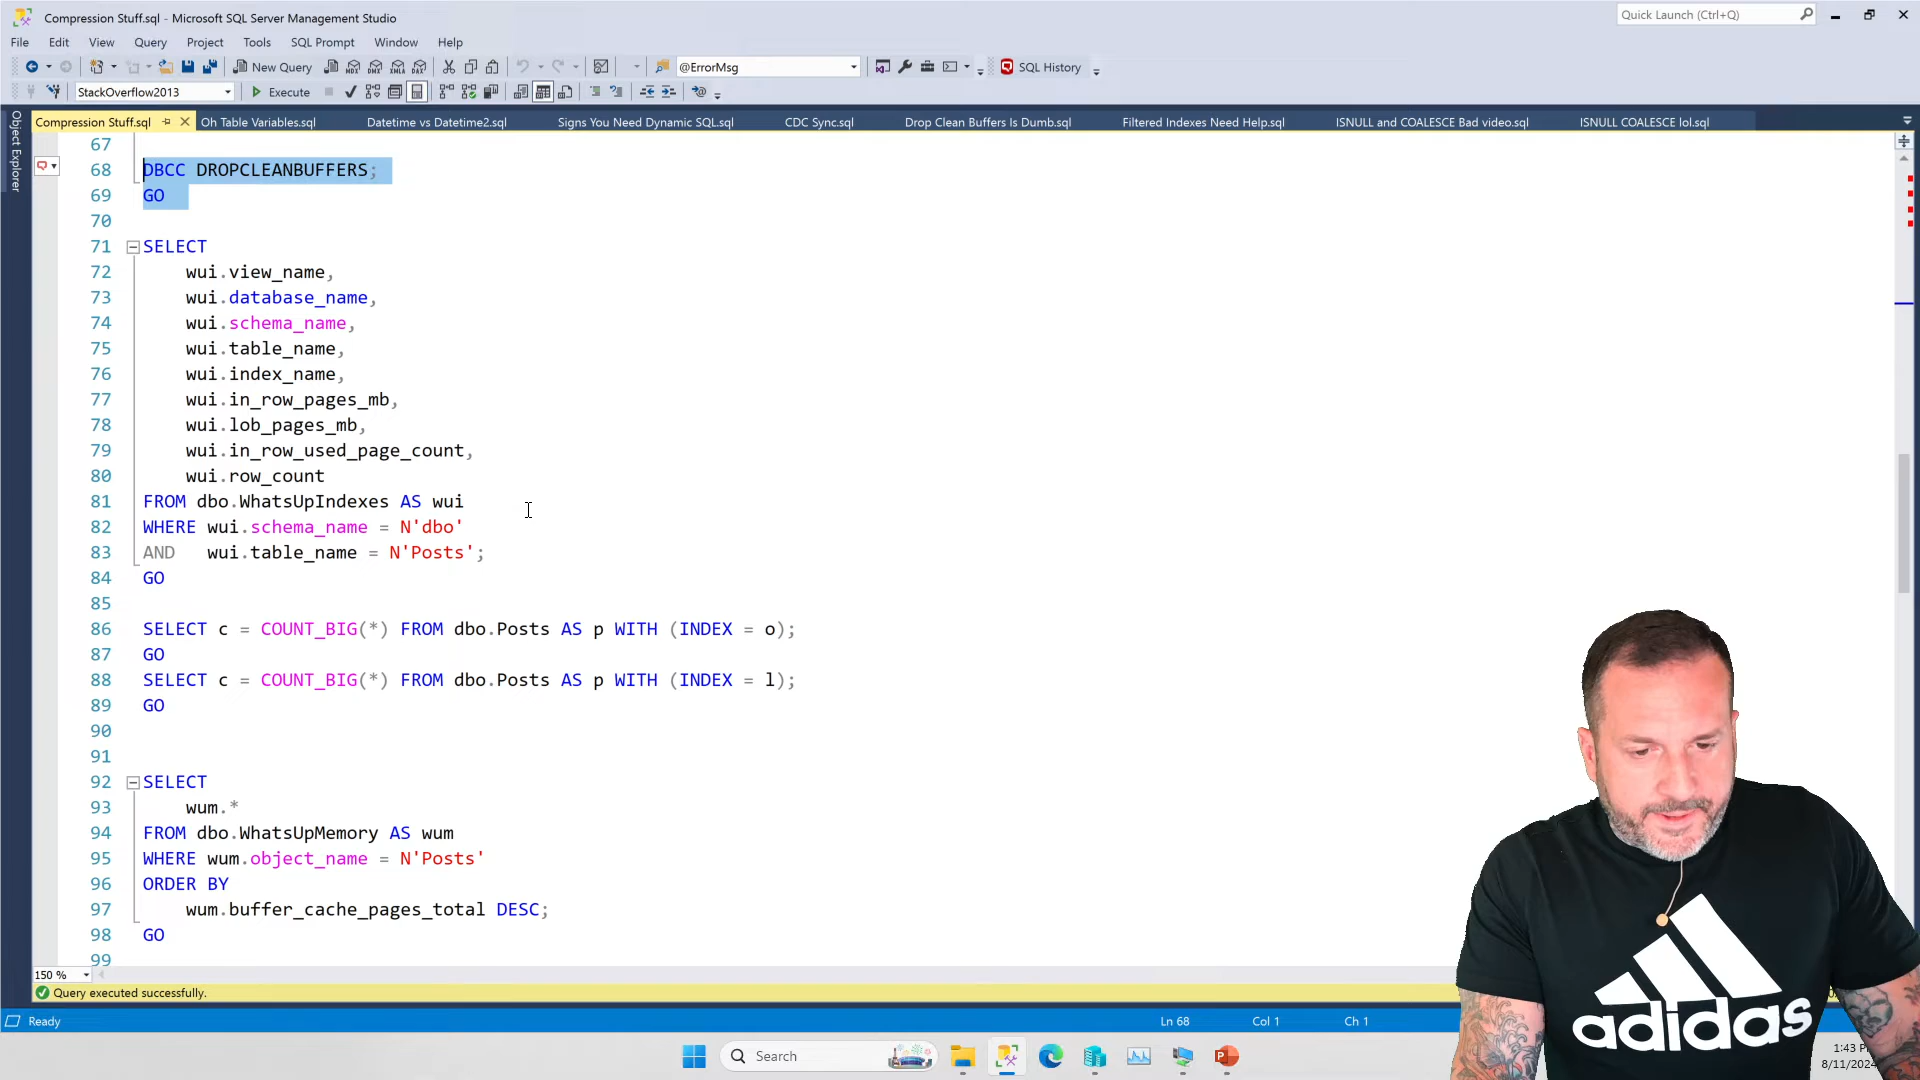 Compression Stuff.sql - Microsoft SQL Server Management Studio
Quick Launch (Ctrl+Q)
File Edit View Query Project Tools SQL Prompt Window Help
New Query MDX DMX XMLA DAX @ErrorMsg SQL History
StackOverflow2013 Execute
Compression Stuff.sql Oh Table Variables.sql Datetime vs Datetime2.sql Signs You Need Dynamic SQL.sql CDC Sync.sql Drop Clean Buffers Is Dumb.sql Filtered Indexes Need Help.sql ISNULL and COALESCE Bad video.sql ISNULL COALESCE lol.sql
Object Explorer
67
68 DBCC DROPCLEANBUFFERS;
69 GO
70
71 SELECT
72 wui.view_name,
73 wui.database_name,
74 wui.schema_name,
75 wui.table_name,
76 wui.index_name,
77 wui.in_row_pages_mb,
78 wui.lob_pages_mb,
79 wui.in_row_used_page_count,
80 wui.row_count
81 FROM dbo.WhatsUpIndexes AS wui
82 WHERE wui.schema_name = N'dbo'
83 AND wui.table_name = N'Posts';
84 GO
85
86 SELECT c = COUNT_BIG(*) FROM dbo.Posts AS p WITH (INDEX = o);
87 GO
88 SELECT c = COUNT_BIG(*) FROM dbo.Posts AS p WITH (INDEX = l);
89 GO
90
91
92 SELECT
93 wum.*
94 FROM dbo.WhatsUpMemory AS wum
95 WHERE wum.object_name = N'Posts'
96 ORDER BY
97 wum.buffer_cache_pages_total DESC;
98 GO
99
150 %
Query executed successfully.
Ready Ln 68 Col 1 Ch 1
Search
1:43
8/11/2024
adidas